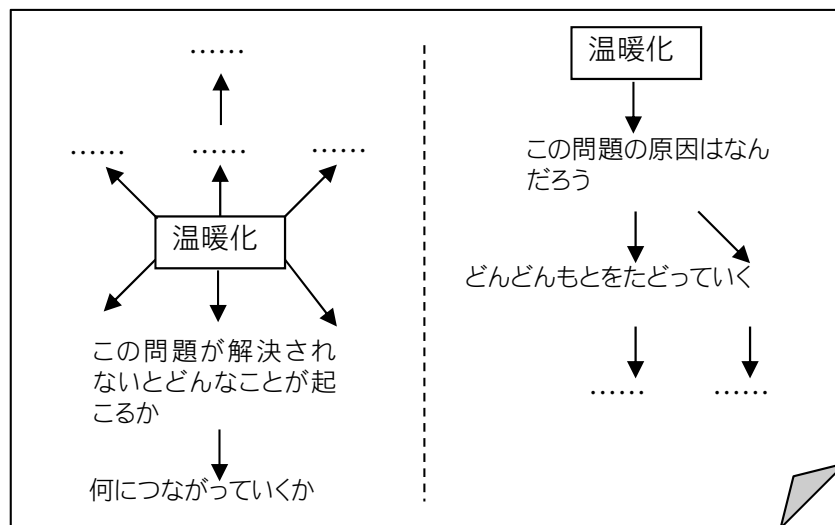 ……
…… …… ……
温暖化
この問題が解決され
ないとどんなことが起
こるか
何につながっていくか
温暖化
この問題の原因はなん
だろう
どんどんもとをたどっていく
…… ……